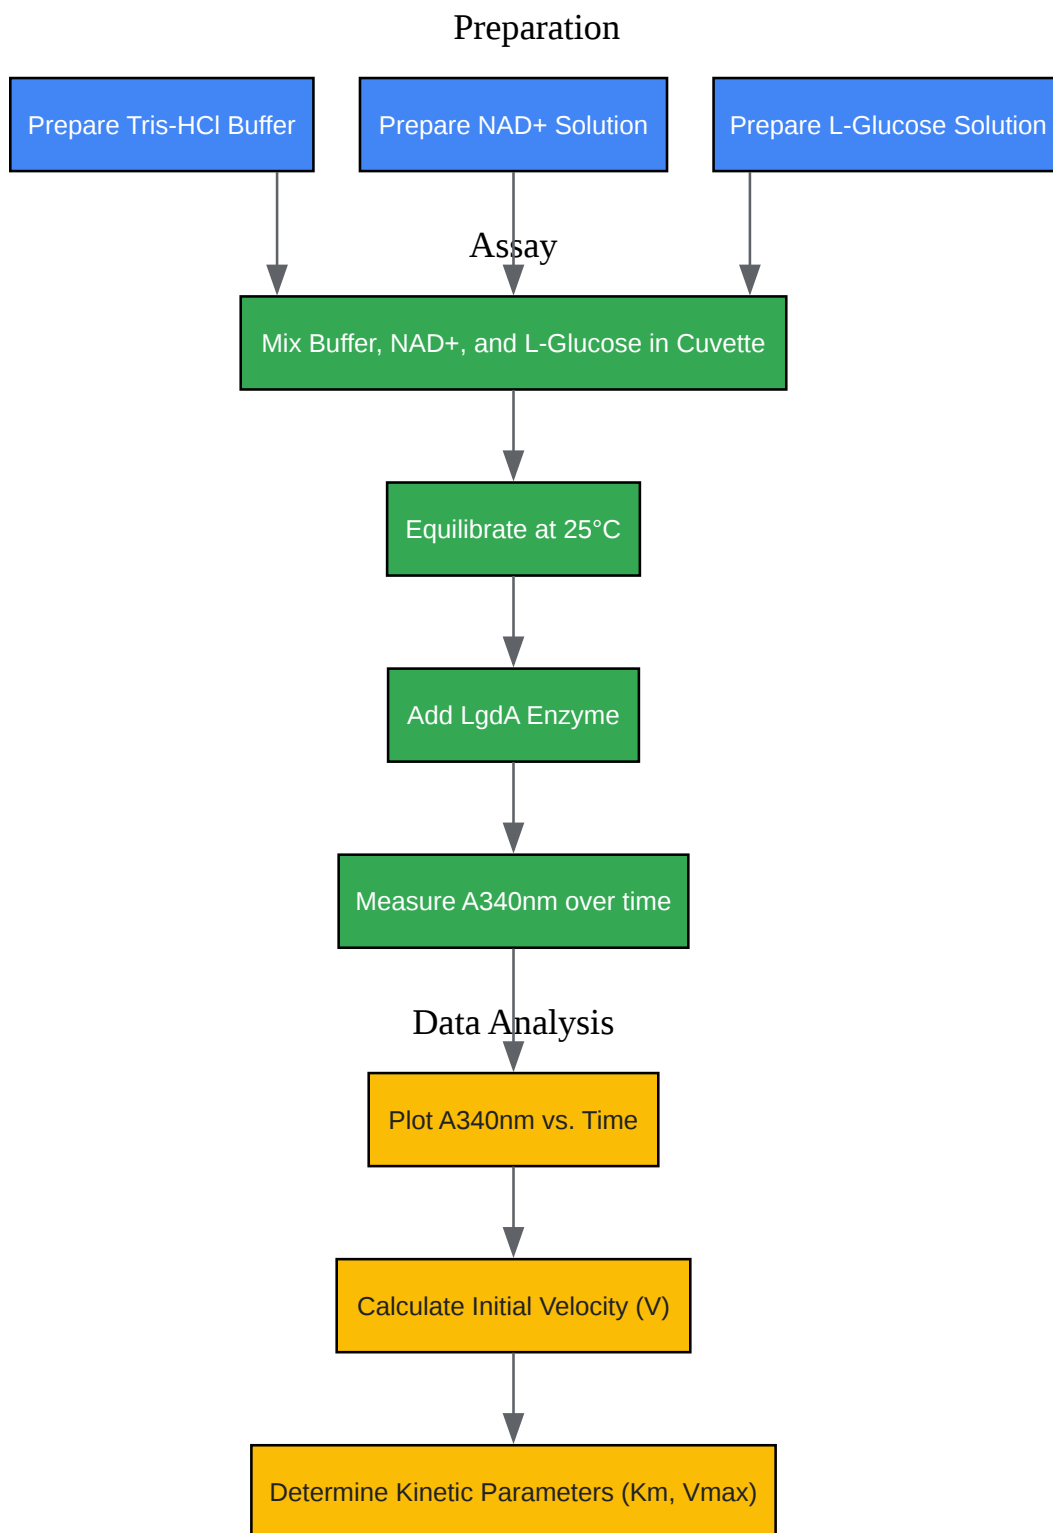 Preparation
Prepare Tris-HCl Buffer
Prepare NAD+ Solution
Prepare L-Glucose Solution
Assay
Mix Buffer, NAD+, and L-Glucose in Cuvette
Equilibrate at 25°C
Add LgdA Enzyme
Measure A340nm over time
Data Analysis
Plot A340nm vs. Time
Calculate Initial Velocity (V)
Determine Kinetic Parameters (Km, Vmax)